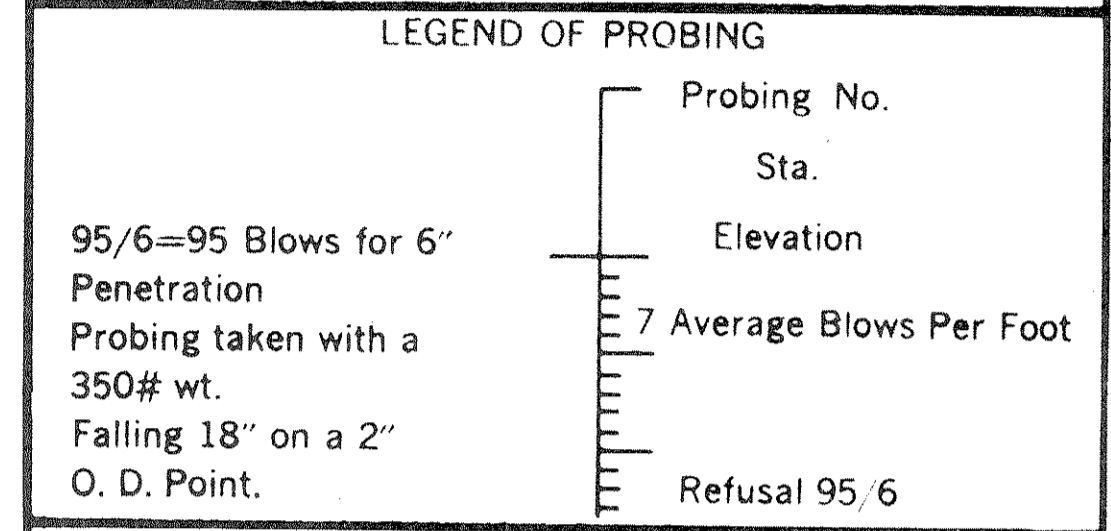 LEGEND OF PROBING
Probing No.
Sta.
Elevation
95/6=95 Blows for 6″
Penetration
Probing taken with a
350# wt.
Falling 18″ on a 2″
O. D. Point.
7 Average Blows Per Foot
Refusal 95/6